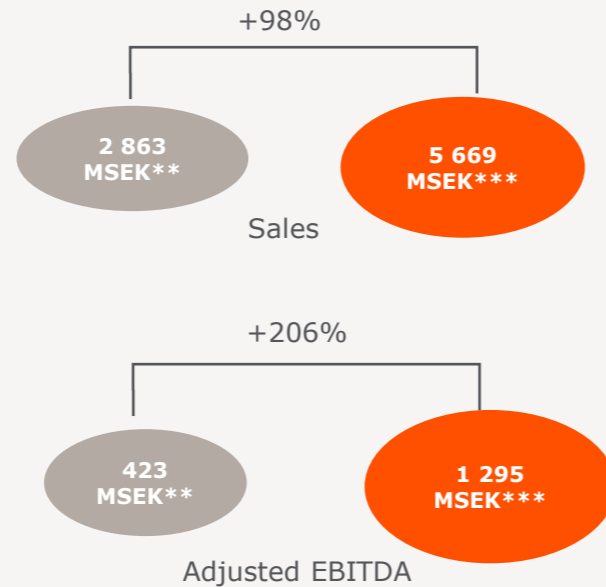 +98%
2 863
MSEK**
5 669
MSEK***
Sales
+206%
423
MSEK**
1 295
MSEK***
Adjusted EBITDA